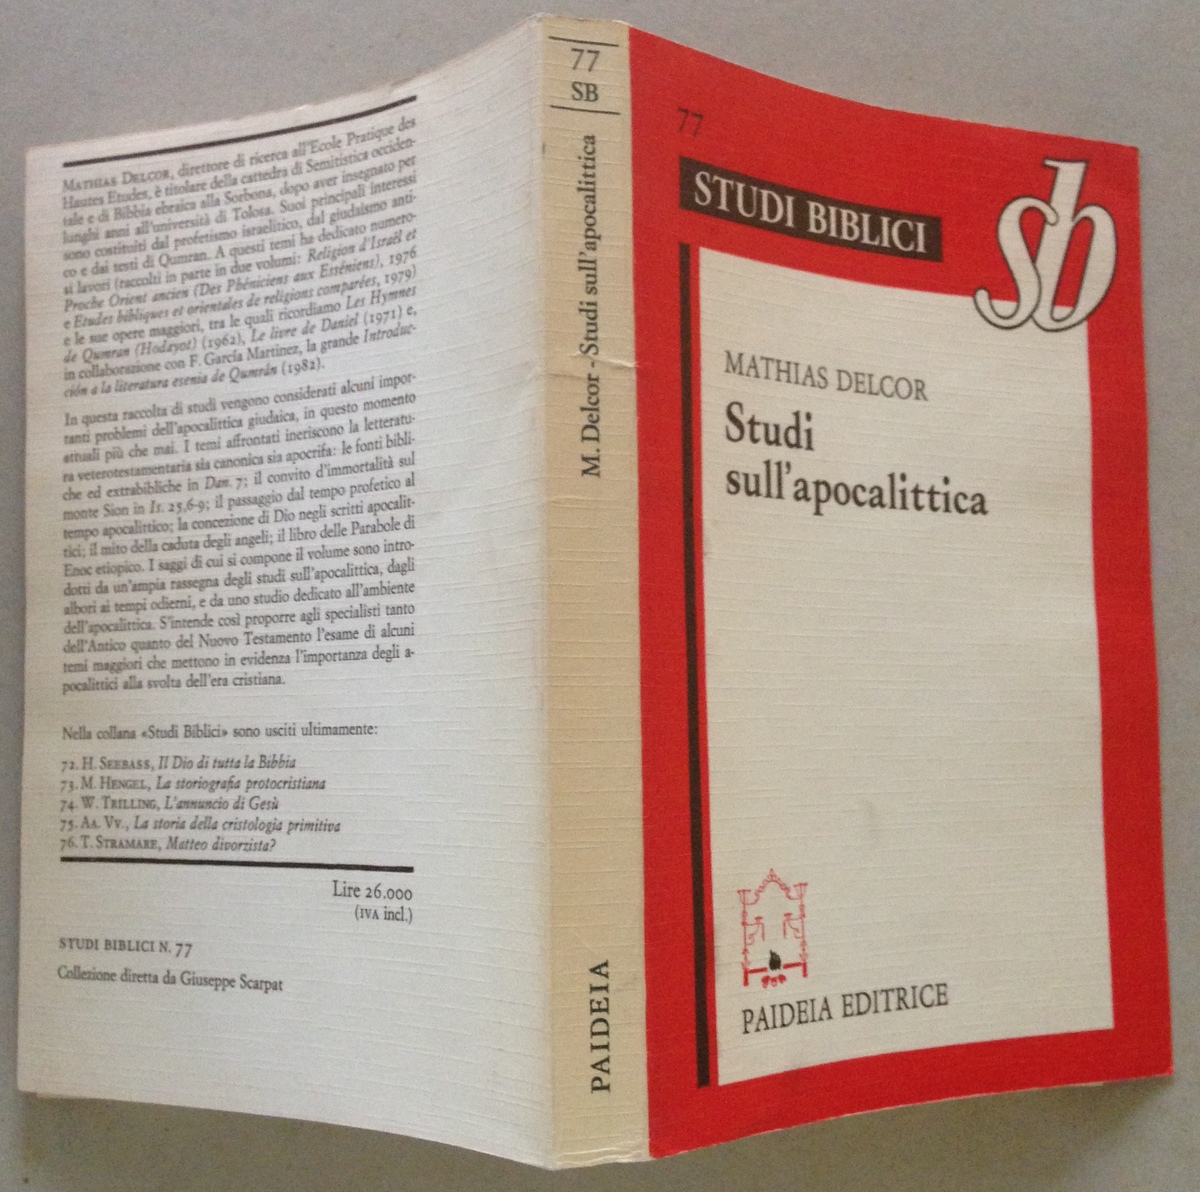 MATHIAS DELCOR, direttore di ricerca all'Ecole Pratique des
Hautes Etudes, è titolare della cattedra di Semitistica occiden-
tale e di Bibbia ebraica alla Sorbona, dopo aver insegnato per
lunghi anni all'università di Tolosa. Suoi principali interessi
sono costituiti dal profetismo israelitico, dal giudaismo anti-
co e dai testi di Qumran. A questi temi ha dedicato numero-
si lavori (raccolti in parte in due volumi: Religion d'Israël et
Proche Orient ancien (Des Phéniciens aux Esséniens), 1976
e Etudes bibliques et orientales de religions comparées, 1979)
e le sue opere maggiori, tra le quali ricordiamo Les Hymnes
de Qumran (Hodayot) (1962), Le livre de Daniel (1971) e,
in collaborazione con F. García Martinez, la grande Introduc-
ción a la literatura esenia de Qumrán (1982).
In questa raccolta di studi vengono considerati alcuni impor-
tanti problemi dell'apocalittica giudaica, in questo momento
attuali più che mai. I temi affrontati ineriscono la letteratu-
ra veterotestamentaria sia canonica sia apocrifa: le fonti bibli-
che ed extrabibliche in Dan. 7; il convito d'immortalità sul
monte Sion in Is. 25,6-9; il passaggio dal tempo profetico al
tempo apocalittico; la concezione di Dio negli scritti apocalit-
tici; il mito della caduta degli angeli; il libro delle Parabole di
Enoc etiopico. I saggi di cui si compone il volume sono intro-
dotti da un'ampia rassegna degli studi sull'apocalittica, dagli
albori ai tempi odierni, e da uno studio dedicato all'ambiente
dell'apocalittica. S'intende così proporre agli specialisti tanto
dell'Antico quanto del Nuovo Testamento l'esame di alcuni
temi maggiori che mettono in evidenza l'importanza degli a-
pocalittici alla svolta dell'era cristiana.
Nella collana «Studi Biblici» sono usciti ultimamente:
72. H. SEEBASS, Il Dio di tutta la Bibbia
73. M. HENGEL, La storiografia protocristiana
74. W. TRILLING, L'annuncio di Gesù
75. AA. VV., La storia della cristologia primitiva
76. T. STRAMARE, Matteo divorzista?
Lire 26.000
(IVA incl.)
STUDI BIBLICI N. 77
Collezione diretta da Giuseppe Scarpat
77
SB
M. Delcor - Studi sull'apocalittica
PAIDEIA
77
STUDI BIBLICI
sb
MATHIAS DELCOR
Studi
sull'apocalittica
PAIDEIA EDITRICE